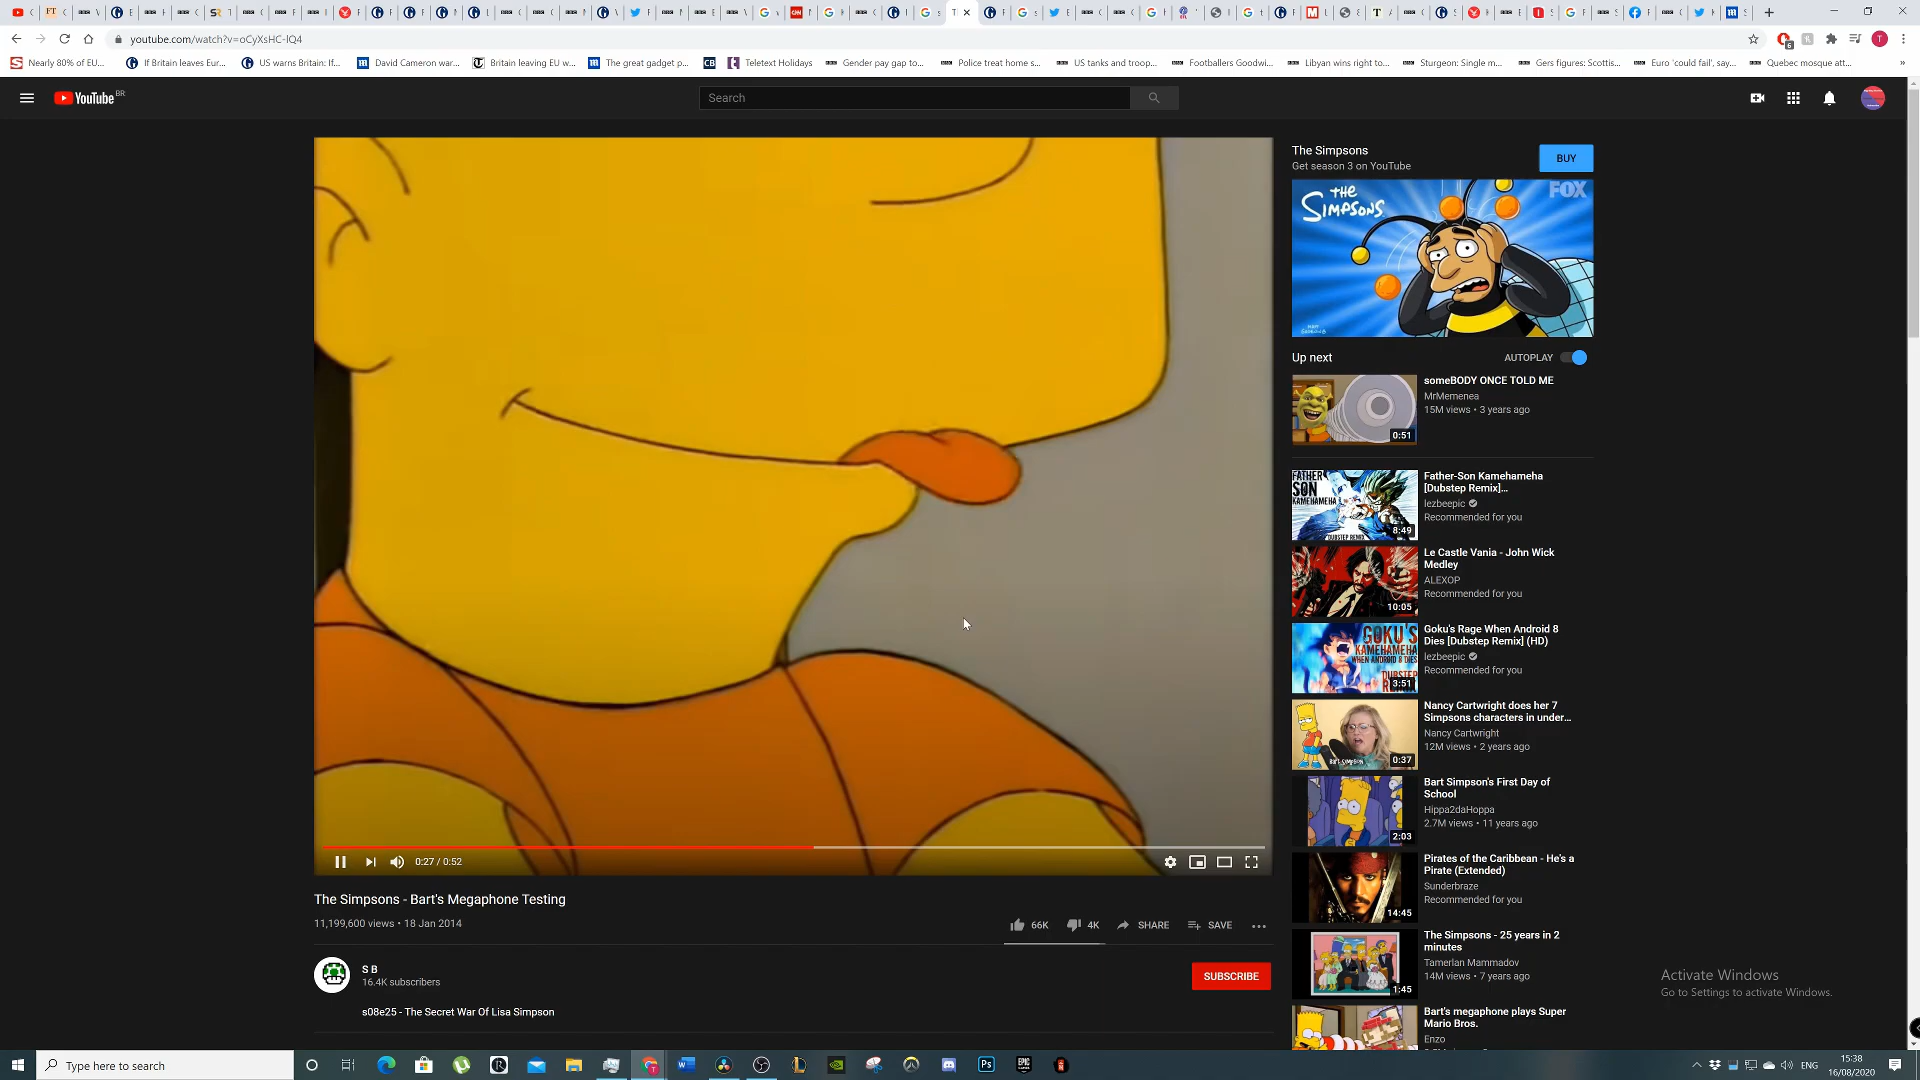 youtube.com/watch?v=oCyXsHC-lQ4
Nearly 80% of EU...
If Britain leaves Eur...
US warns Britain: If...
David Cameron war...
Britain leaving EU w...
The great gadget p...
CB
Teletext Holidays
Gender pay gap to...
Police treat home s...
US tanks and troop...
Footballers Goodwi...
Libyan wins right to...
Sturgeon: Single m...
Gers figures: Scottis...
Euro 'could fail', say...
Quebec mosque att...
YouTube BR
Search
The Simpsons
Get season 3 on YouTube
BUY
THE SIMPSONS
FOX
Up next
AUTOPLAY
someBODY ONCE TOLD ME
MrMemenea
15M views • 3 years ago
0:51
Father-Son Kamehameha
[Dubstep Remix]...
lezbeepic
Recommended for you
8:49
Le Castle Vania - John Wick
Medley
ALEXOP
Recommended for you
10:05
Goku's Rage When Android 8
Dies [Dubstep Remix] (HD)
lezbeepic
Recommended for you
3:51
Nancy Cartwright does her 7
Simpsons characters in under...
Nancy Cartwright
12M views • 2 years ago
0:37
Bart Simpson's First Day of
School
Hippa2daHoppa
2.7M views • 11 years ago
2:03
Pirates of the Caribbean - He's a
Pirate (Extended)
Sunderbraze
Recommended for you
14:45
The Simpsons - 25 years in 2
minutes
Tamerlan Mammadov
14M views • 7 years ago
1:45
Bart's megaphone plays Super
Mario Bros.
Enzo
0:27 / 0:52
The Simpsons - Bart's Megaphone Testing
11,199,600 views • 18 Jan 2014
66K
4K
SHARE
SAVE
S B
16.4K subscribers
SUBSCRIBE
s08e25 - The Secret War Of Lisa Simpson
Activate Windows
Go to Settings to activate Windows.
Type here to search
ENG
15:38
16/08/2020